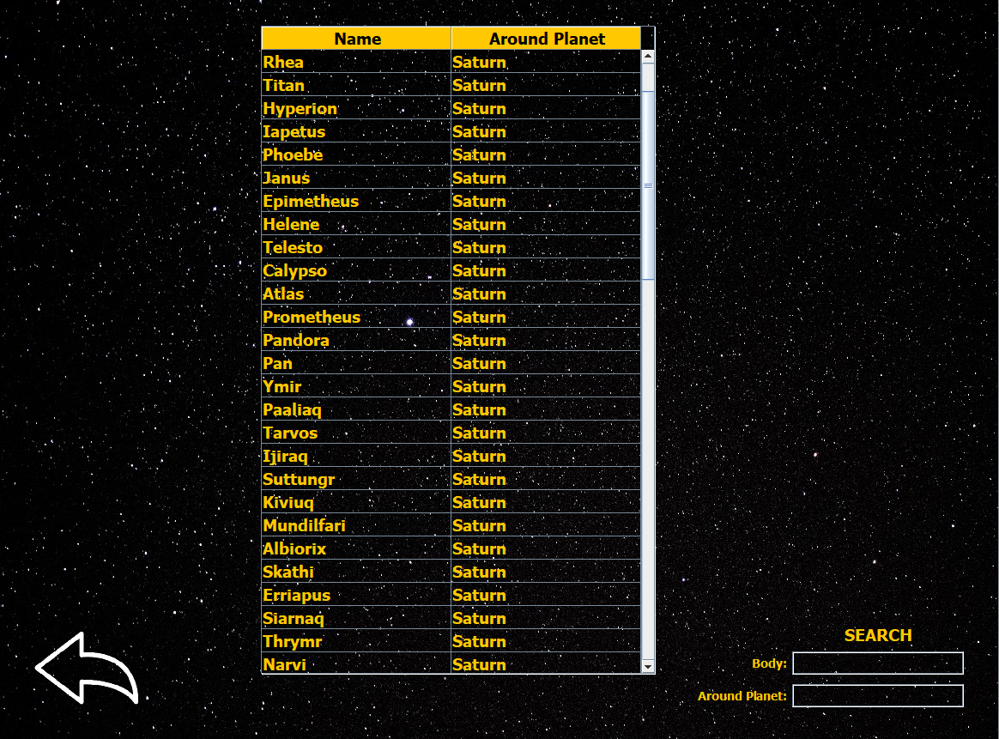 Name Around Planet
Rhea Saturn
Titan Saturn
Hyperion Saturn
Iapetus Saturn
Phoebe Saturn
Janus Saturn
Epimetheus Saturn
Helene Saturn
Telesto Saturn
Calypso Saturn
Atlas Saturn
Prometheus Saturn
Pandora Saturn
Pan Saturn
Ymir Saturn
Paaliaq Saturn
Tarvos Saturn
Ijiraq Saturn
Suttungr Saturn
Kiviuq Saturn
Mundilfari Saturn
Albiorix Saturn
Skathi Saturn
Erriapus Saturn
Siarnaq Saturn
Thrymr Saturn
Narvi Saturn
SEARCH
Body:
Around Planet: